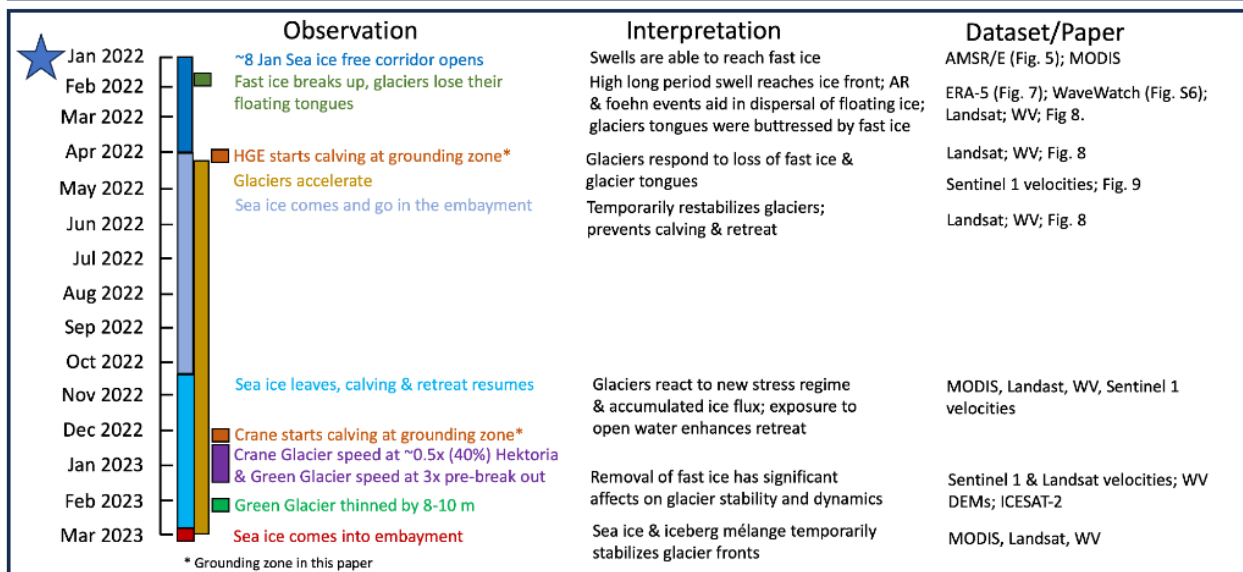 Observation Interpretation Dataset/Paper
Jan 2022
Feb 2022
Mar 2022
Apr 2022
May 2022
Jun 2022
Jul 2022
Aug 2022
Sep 2022
Oct 2022
Nov 2022
Dec 2022
Jan 2023
Feb 2023
Mar 2023
~8 Jan Sea ice free corridor opens
Fast ice breaks up, glaciers lose their
floating tongues
HGE starts calving at grounding zone*
Glaciers accelerate
Sea ice comes and go in the embayment
Sea ice leaves, calving & retreat resumes
Crane starts calving at grounding zone*
Crane Glacier speed at ~0.5x (40%) Hektoria
& Green Glacier speed at 3x pre-break out
Green Glacier thinned by 8-10 m
Sea ice comes into embayment
* Grounding zone in this paper
Swells are able to reach fast ice
High long period swell reaches ice front; AR
& foehn events aid in dispersal of floating ice;
glaciers tongues were buttressed by fast ice
Glaciers respond to loss of fast ice &
glacier tongues
Temporarily restabilizes glaciers;
prevents calving & retreat
Glaciers react to new stress regime
& accumulated ice flux; exposure to
open water enhances retreat
Removal of fast ice has significant
affects on glacier stability and dynamics
Sea ice & iceberg mélange temporarily
stabilizes glacier fronts
AMSR/E (Fig. 5); MODIS
ERA-5 (Fig. 7); WaveWatch (Fig. S6);
Landsat; WV; Fig 8.
Landsat; WV; Fig. 8
Sentinel 1 velocities; Fig. 9
Landsat; WV; Fig. 8
MODIS, Landast, WV, Sentinel 1
velocities
Sentinel 1 & Landsat velocities; WV
DEMs; ICESAT-2
MODIS, Landsat, WV